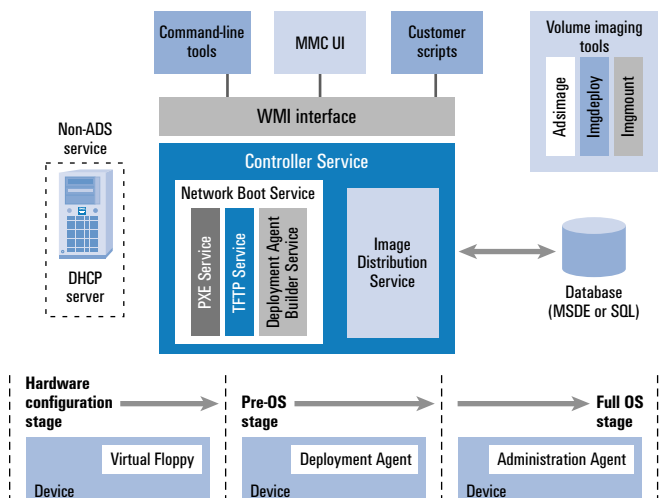 Command-line
tools
MMC UI
Customer
scripts
Volume imaging
tools
Adsimage
Imgdeploy
Imgmount
WMI interface
Non-ADS
service
DHCP
server
Controller Service
Network Boot Service
PXE Service
TFTP Service
Deployment Agent
Builder Service
Image
Distribution
Service
Database
(MSDE or SQL)
Hardware
configuration
stage
Pre-OS
stage
Full OS
stage
Virtual Floppy
Device
Deployment Agent
Device
Administration Agent
Device